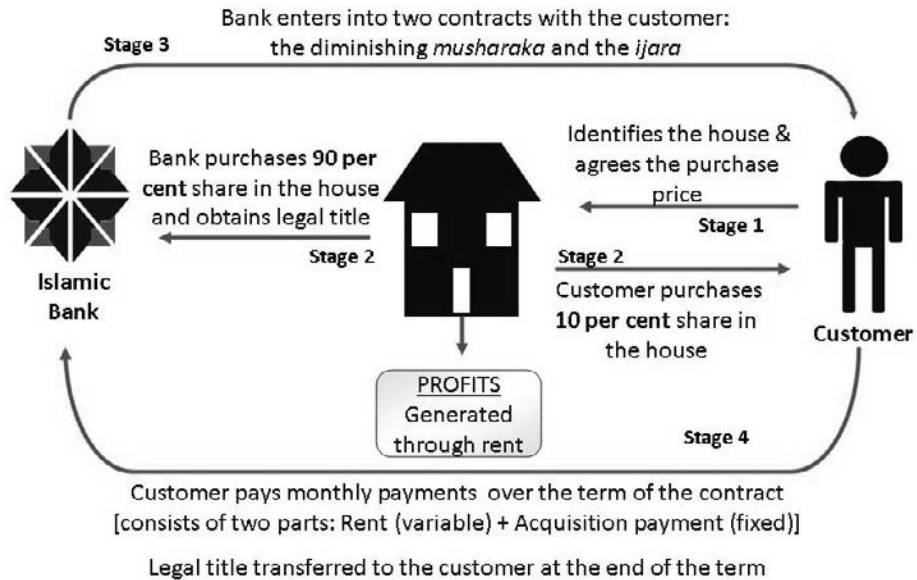 Bank enters into two contracts with the customer:
the diminishing musharaka and the ijara
Stage 3
Identifies the house &
agrees the purchase
price
Stage 1
Bank purchases 90 per
cent share in the house
and obtains legal title
Stage 2
Stage 2
Customer purchases
10 per cent share in
the house
Islamic
Bank
Customer
PROFITS
Generated
through rent
Stage 4
Customer pays monthly payments over the term of the contract
[consists of two parts: Rent (variable) + Acquisition payment (fixed)]
Legal title transferred to the customer at the end of the term